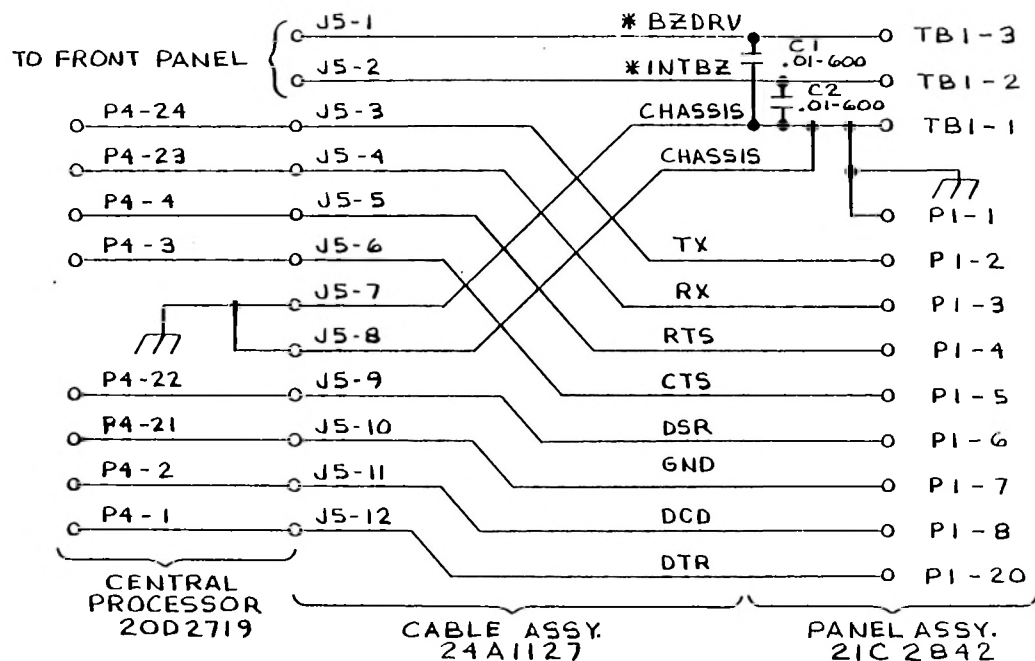 J5-1
* BZDRV
C1
.01-600
TB1-3
TO FRONT PANEL
J5-2
* INTBZ
C2
.01-600
TB1-2
P4-24
J5-3
CHASSIS
TB1-1
P4-23
J5-4
CHASSIS
P4-4
J5-5
P1-1
P4-3
J5-6
TX
P1-2
J5-7
RX
P1-3
J5-8
RTS
P1-4
P4-22
J5-9
CTS
P1-5
P4-21
J5-10
DSR
P1-6
P4-2
J5-11
GND
P1-7
P4-1
J5-12
DCD
P1-8
DTR
P1-20
CENTRAL
PROCESSOR
20D2719
CABLE ASSY.
24A1127
PANEL ASSY.
21C2842